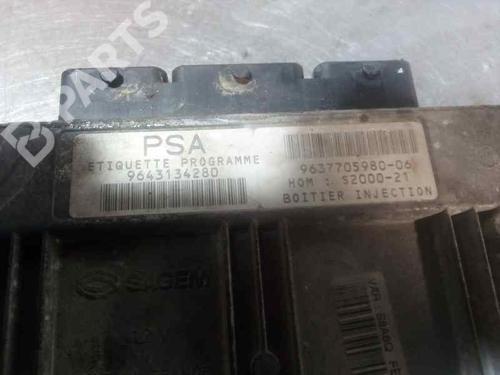 PSA
ETIQUETTE PROGRAMME
9643134280
9637705980-06
HOM : S2000-21
BOITIER INJECTION
SAGEM
PARTS